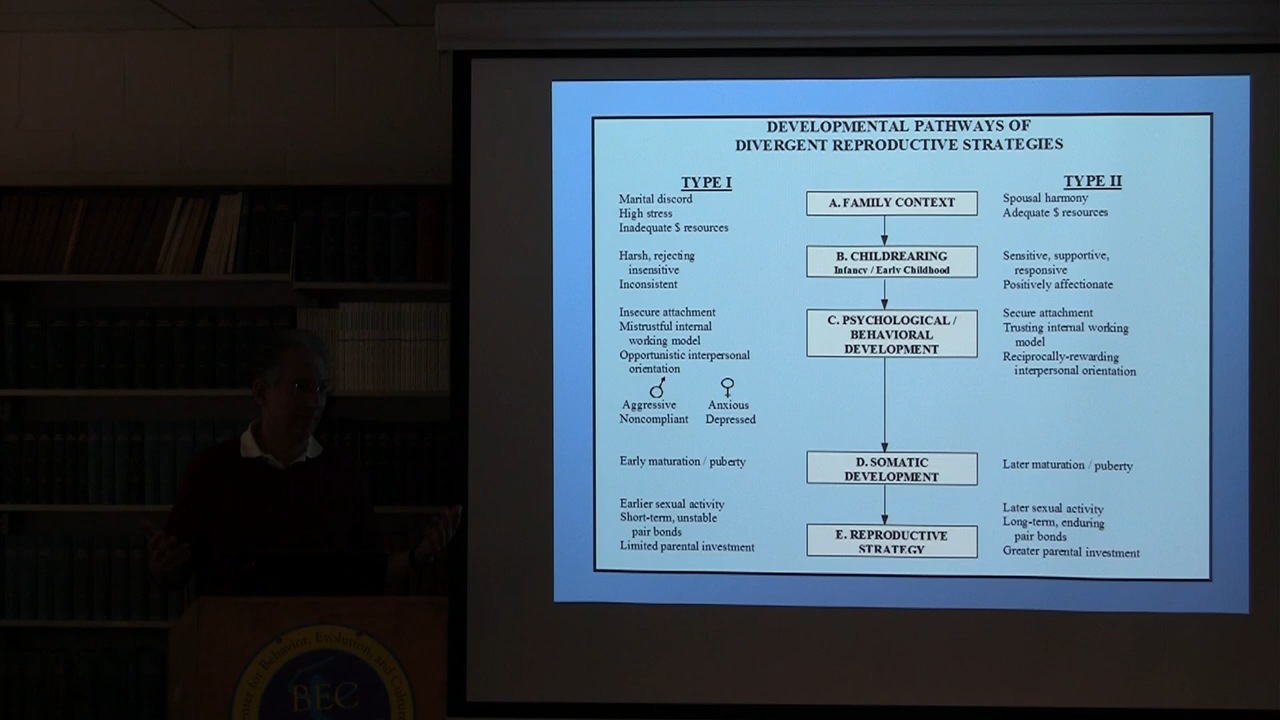 DEVELOPMENTAL PATHWAYS OF
DIVERGENT REPRODUCTIVE STRATEGIES
TYPE I
Marital discord
High stress
Inadequate $ resources
Harsh, rejecting
insensitive
Inconsistent
Insecure attachment
Mistrustful internal
working model
Opportunistic interpersonal
orientation
♂ ♀
Aggressive Anxious
Noncompliant Depressed
Early maturation / puberty
Earlier sexual activity
Short-term, unstable
pair bonds
Limited parental investment
A. FAMILY CONTEXT
B. CHILDREARING
Infancy / Early Childhood
C. PSYCHOLOGICAL /
BEHAVIORAL
DEVELOPMENT
D. SOMATIC
DEVELOPMENT
E. REPRODUCTIVE
STRATEGY
TYPE II
Spousal harmony
Adequate $ resources
Sensitive, supportive,
responsive
Positively affectionate
Secure attachment
Trusting internal working
model
Reciprocally-rewarding
interpersonal orientation
Later maturation / puberty
Later sexual activity
Long-term, enduring
pair bonds
Greater parental investment
for Behavior, Evolution, and
BEC